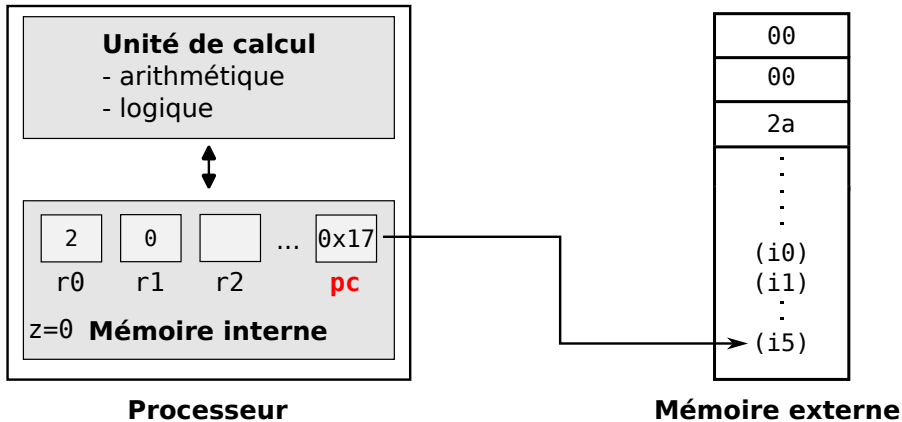 Unité de calcul
- arithmétique
- logique
2 0 ... 0x17
r0 r1 r2 pc
z=0 Mémoire interne
Processeur
00
00
2a
(i0)
(i1)
(i5)
Mémoire externe